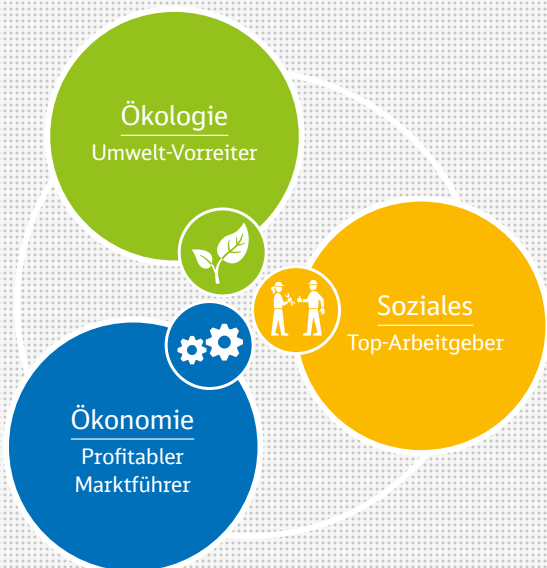 Ökologie
Umwelt-Vorreiter
Soziales
Top-Arbeitgeber
Ökonomie
Profitabler
Marktführer